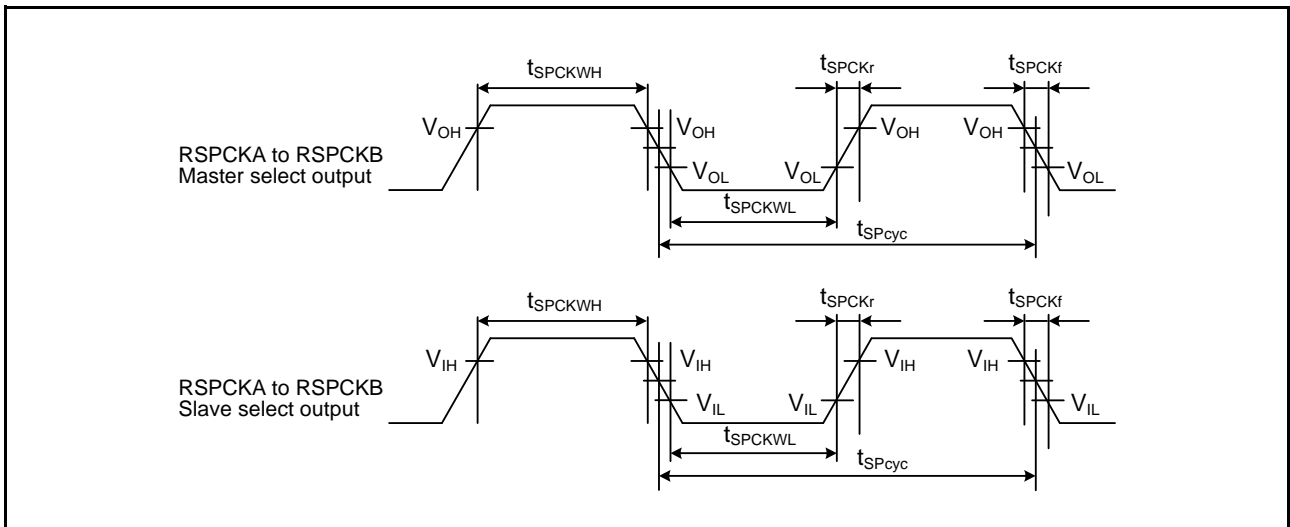 tSPCKWH
tSPCKr
tSPCKf
VOH
VOH
VOH
VOH
RSPCKA to RSPCKB
Master select output
VOL
VOL
VOL
tSPCKWL
tSPcyc
tSPCKWH
tSPCKr
tSPCKf
VIH
VIH
VIH
VIH
RSPCKA to RSPCKB
Slave select output
VIL
VIL
VIL
tSPCKWL
tSPcyc